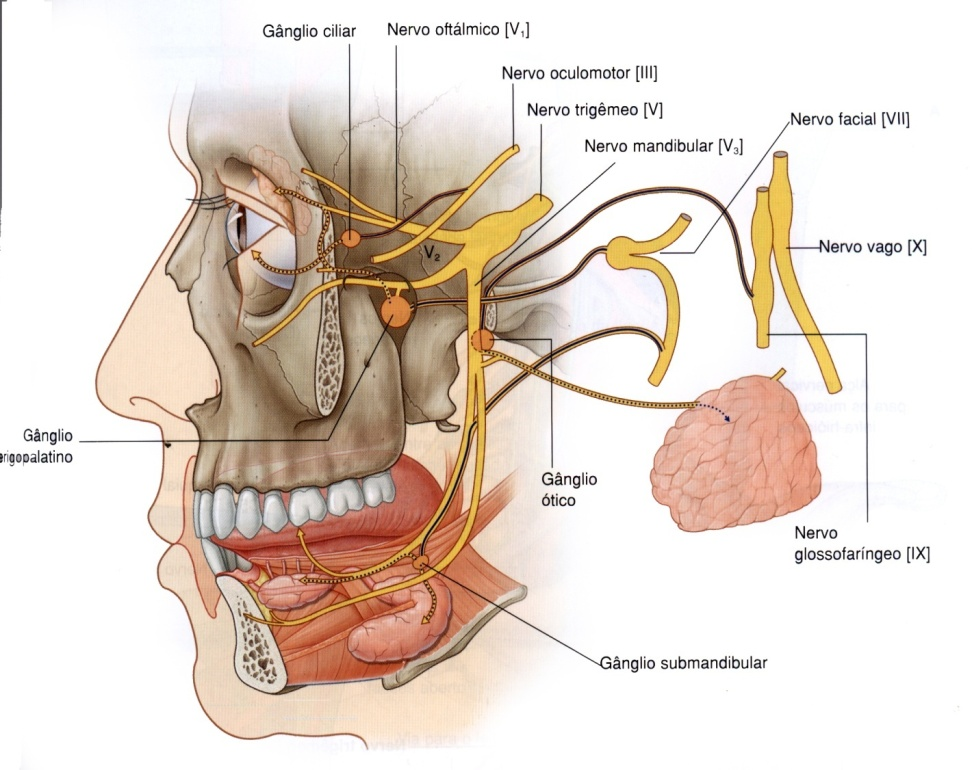 Gânglio ciliar
Nervo oftálmico [V₁]
Nervo oculomotor [III]
Nervo trigêmeo [V]
Nervo facial [VII]
Nervo mandibular [V₃]
Nervo vago [X]
V₂
Gânglio
erigopalatino
Gânglio
ótico
Nervo
glossofaríngeo [IX]
Gânglio submandibular